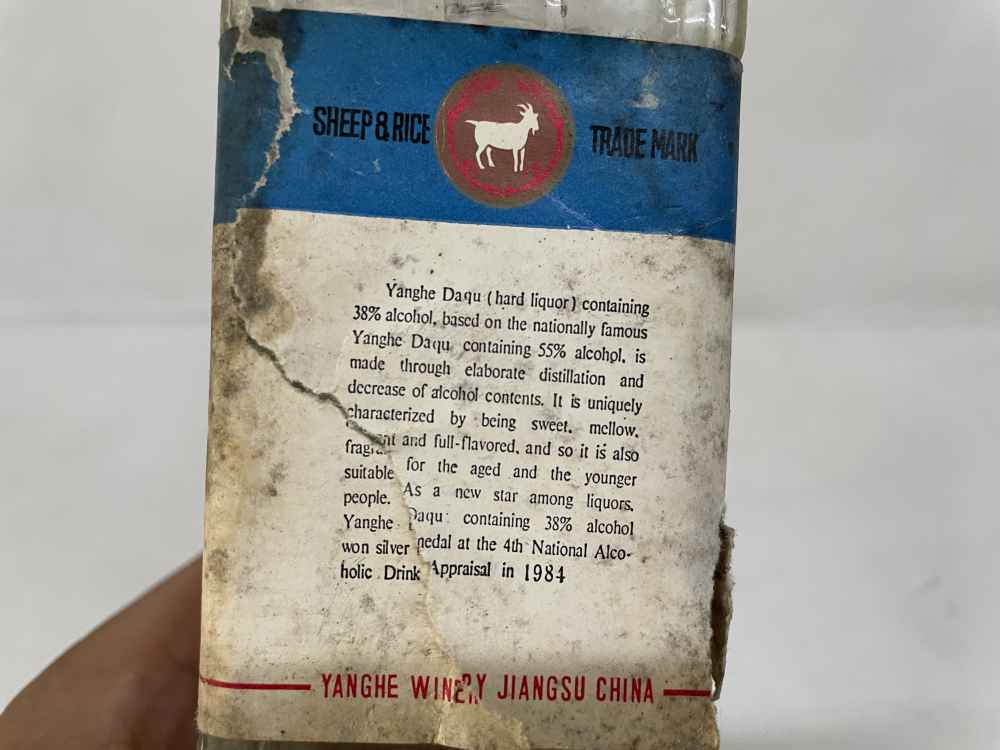 SHEEP & RICE TRADE MARK
Yanghe Daqu (hard liquor) containing
38% alcohol, based on the nationally famous
Yanghe Daqu containing 55% alcohol, is
made through elaborate distillation and
decrease of alcohol contents. It is uniquely
characterized by being sweet, mellow,
fragrant and full-flavored, and so it is also
suitable for the aged and the younger
people. As a new star among liquors,
Yanghe Daqu containing 38% alcohol
won silver medal at the 4th National Alco-
holic Drink Appraisal in 1984
YANGHE WINERY JIANGSU CHINA